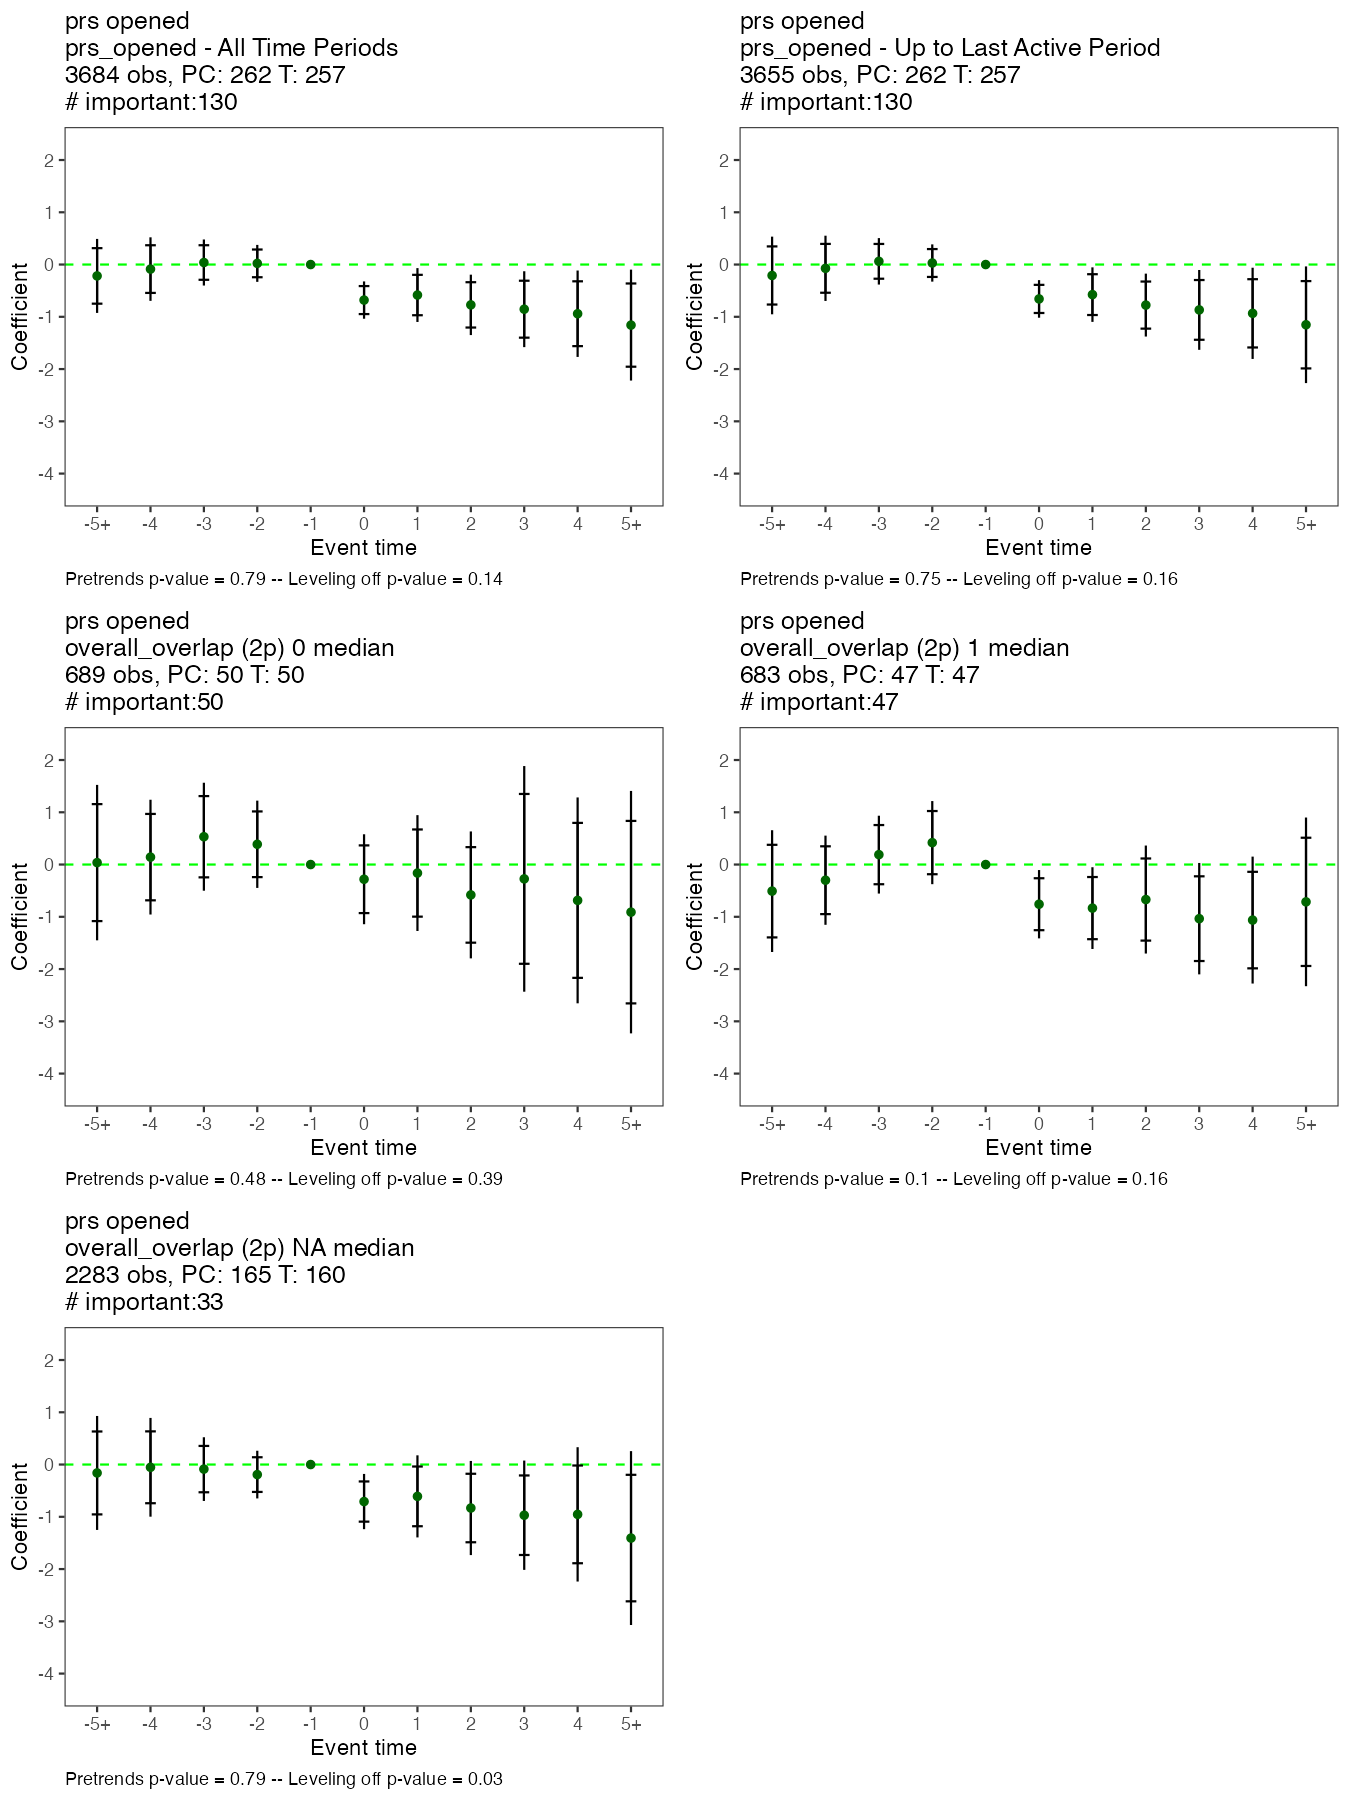 prs opened
prs_opened - All Time Periods
3684 obs, PC: 262 T: 257
# important:130
2
1
0
-1
-2
-3
-4
Coefficient
-5+ -4 -3 -2 -1 0 1 2 3 4 5+
Event time
Pretrends p-value = 0.79 -- Leveling off p-value = 0.14
prs opened
prs_opened - Up to Last Active Period
3655 obs, PC: 262 T: 257
# important:130
2
1
0
-1
-2
-3
-4
Coefficient
-5+ -4 -3 -2 -1 0 1 2 3 4 5+
Event time
Pretrends p-value = 0.75 -- Leveling off p-value = 0.16
prs opened
overall_overlap (2p) 0 median
689 obs, PC: 50 T: 50
# important:50
2
1
0
-1
-2
-3
-4
Coefficient
-5+ -4 -3 -2 -1 0 1 2 3 4 5+
Event time
Pretrends p-value = 0.48 -- Leveling off p-value = 0.39
prs opened
overall_overlap (2p) 1 median
683 obs, PC: 47 T: 47
# important:47
2
1
0
-1
-2
-3
-4
Coefficient
-5+ -4 -3 -2 -1 0 1 2 3 4 5+
Event time
Pretrends p-value = 0.1 -- Leveling off p-value = 0.16
prs opened
overall_overlap (2p) NA median
2283 obs, PC: 165 T: 160
# important:33
2
1
0
-1
-2
-3
-4
Coefficient
-5+ -4 -3 -2 -1 0 1 2 3 4 5+
Event time
Pretrends p-value = 0.79 -- Leveling off p-value = 0.03